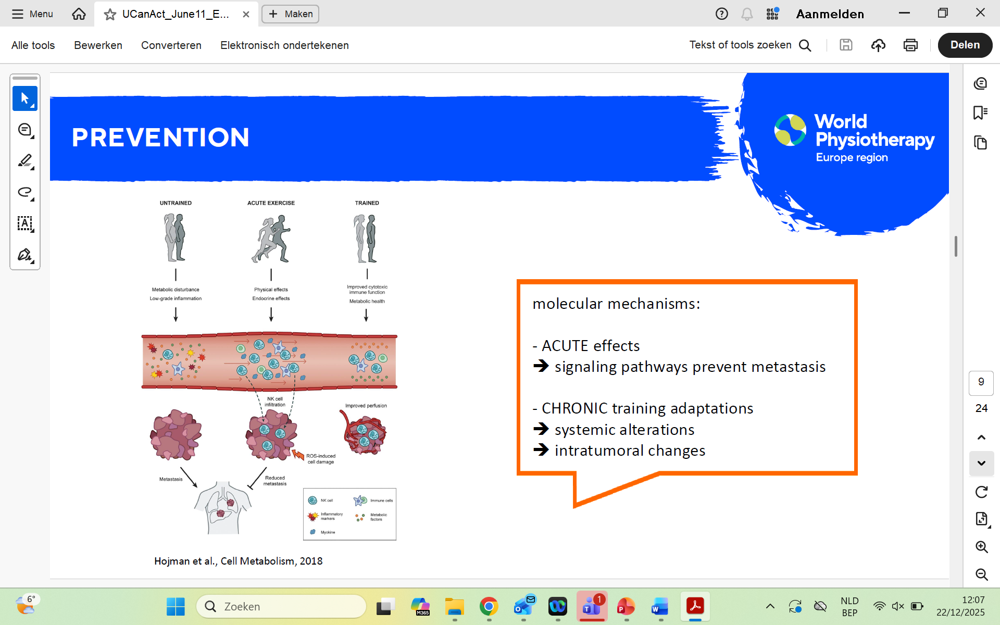 Menu
UCanAct_June11_E...
Maken
Aanmelden
Alle tools
Bewerken
Converteren
Elektronisch ondertekenen
Tekst of tools zoeken
Delen
PREVENTION
World
Physiotherapy
Europe region
UNTRAINED
ACUTE EXERCISE
TRAINED
Metabolic disturbance
Low-grade inflammation
Physical effects
Endocrine effects
Improved cytotoxic
immune function
Metabolic health
NK cell
infiltration
Improved perfusion
ROS-induced
cell damage
Metastasis
Reduced
metastasis
NK cell
Immune cells
Inflammatory
markers
Metabolic
factors
Myokine
Hojman et al., Cell Metabolism, 2018
molecular mechanisms:
- ACUTE effects
➔ signaling pathways prevent metastasis
- CHRONIC training adaptations
➔ systemic alterations
➔ intratumoral changes
9
24
6°
Zoeken
M365
1
NLD
BEP
12:07
22/12/2025